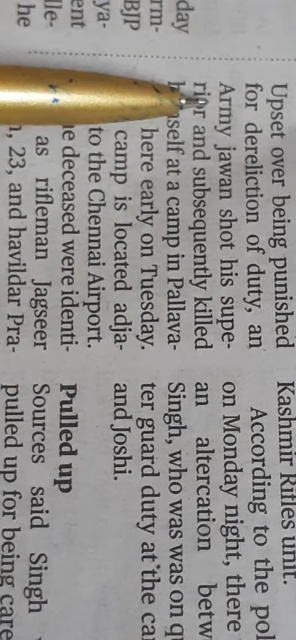 day
BJP
rm-
ya-
ent
lle-
he
Upset over being punished
for dereliction of duty, an
Army jawan shot his supe-
rior and subsequently killed
himself at a camp in Pallava-
here early on Tuesday.
camp is located adja-
to the Chennai Airport.
e deceased were identi-
as rifleman Jagseer
23, and havildar Pra-
Kashmir Rifles unit.
According to the pol
on Monday night, there
an altercation betw
Singh, who was was on q
ter guard duty at the ca
and Joshi.
Pulled up
Sources said Singh
pulled up for being care